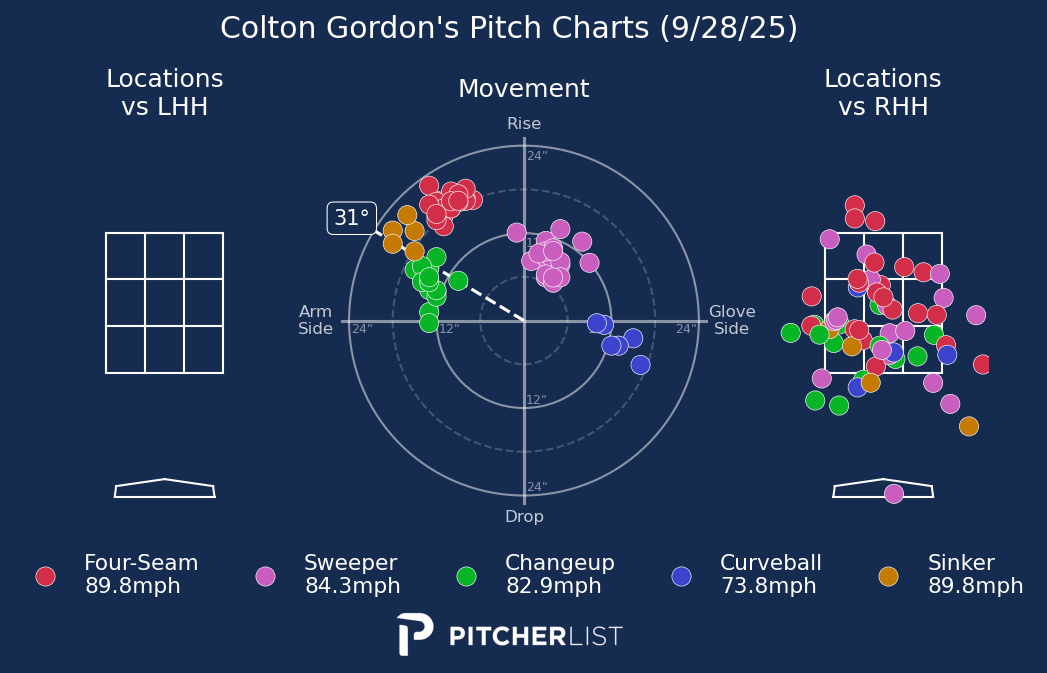 Colton Gordon's Pitch Charts (9/28/25)
Locations
vs LHH
Movement
Locations
vs RHH
Rise
24"
31°
Arm
Side
24"
12"
24"
Glove
Side
12"
24"
Drop
Four-Seam
89.8mph
Sweeper
84.3mph
Changeup
82.9mph
Curveball
73.8mph
Sinker
89.8mph
PITCHERLIST